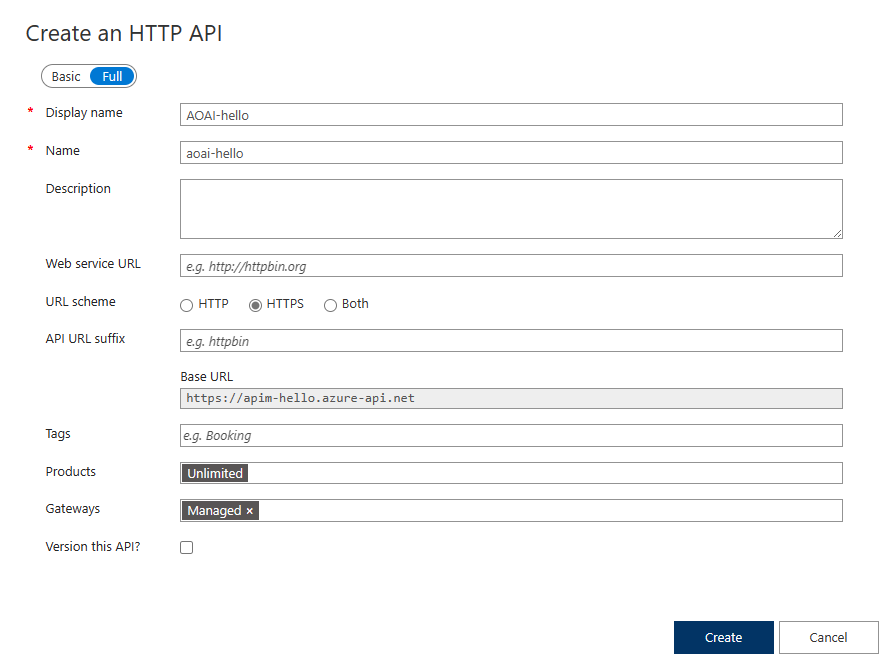 Create an HTTP API
Basic Full
* Display name AOAI-hello
* Name aoai-hello
Description
Web service URL e.g. http://httpbin.org
URL scheme HTTP HTTPS Both
API URL suffix e.g. httpbin
Base URL
https://apim-hello.azure-api.net
Tags e.g. Booking
Products Unlimited
Gateways Managed ×
Version this API?
Create Cancel